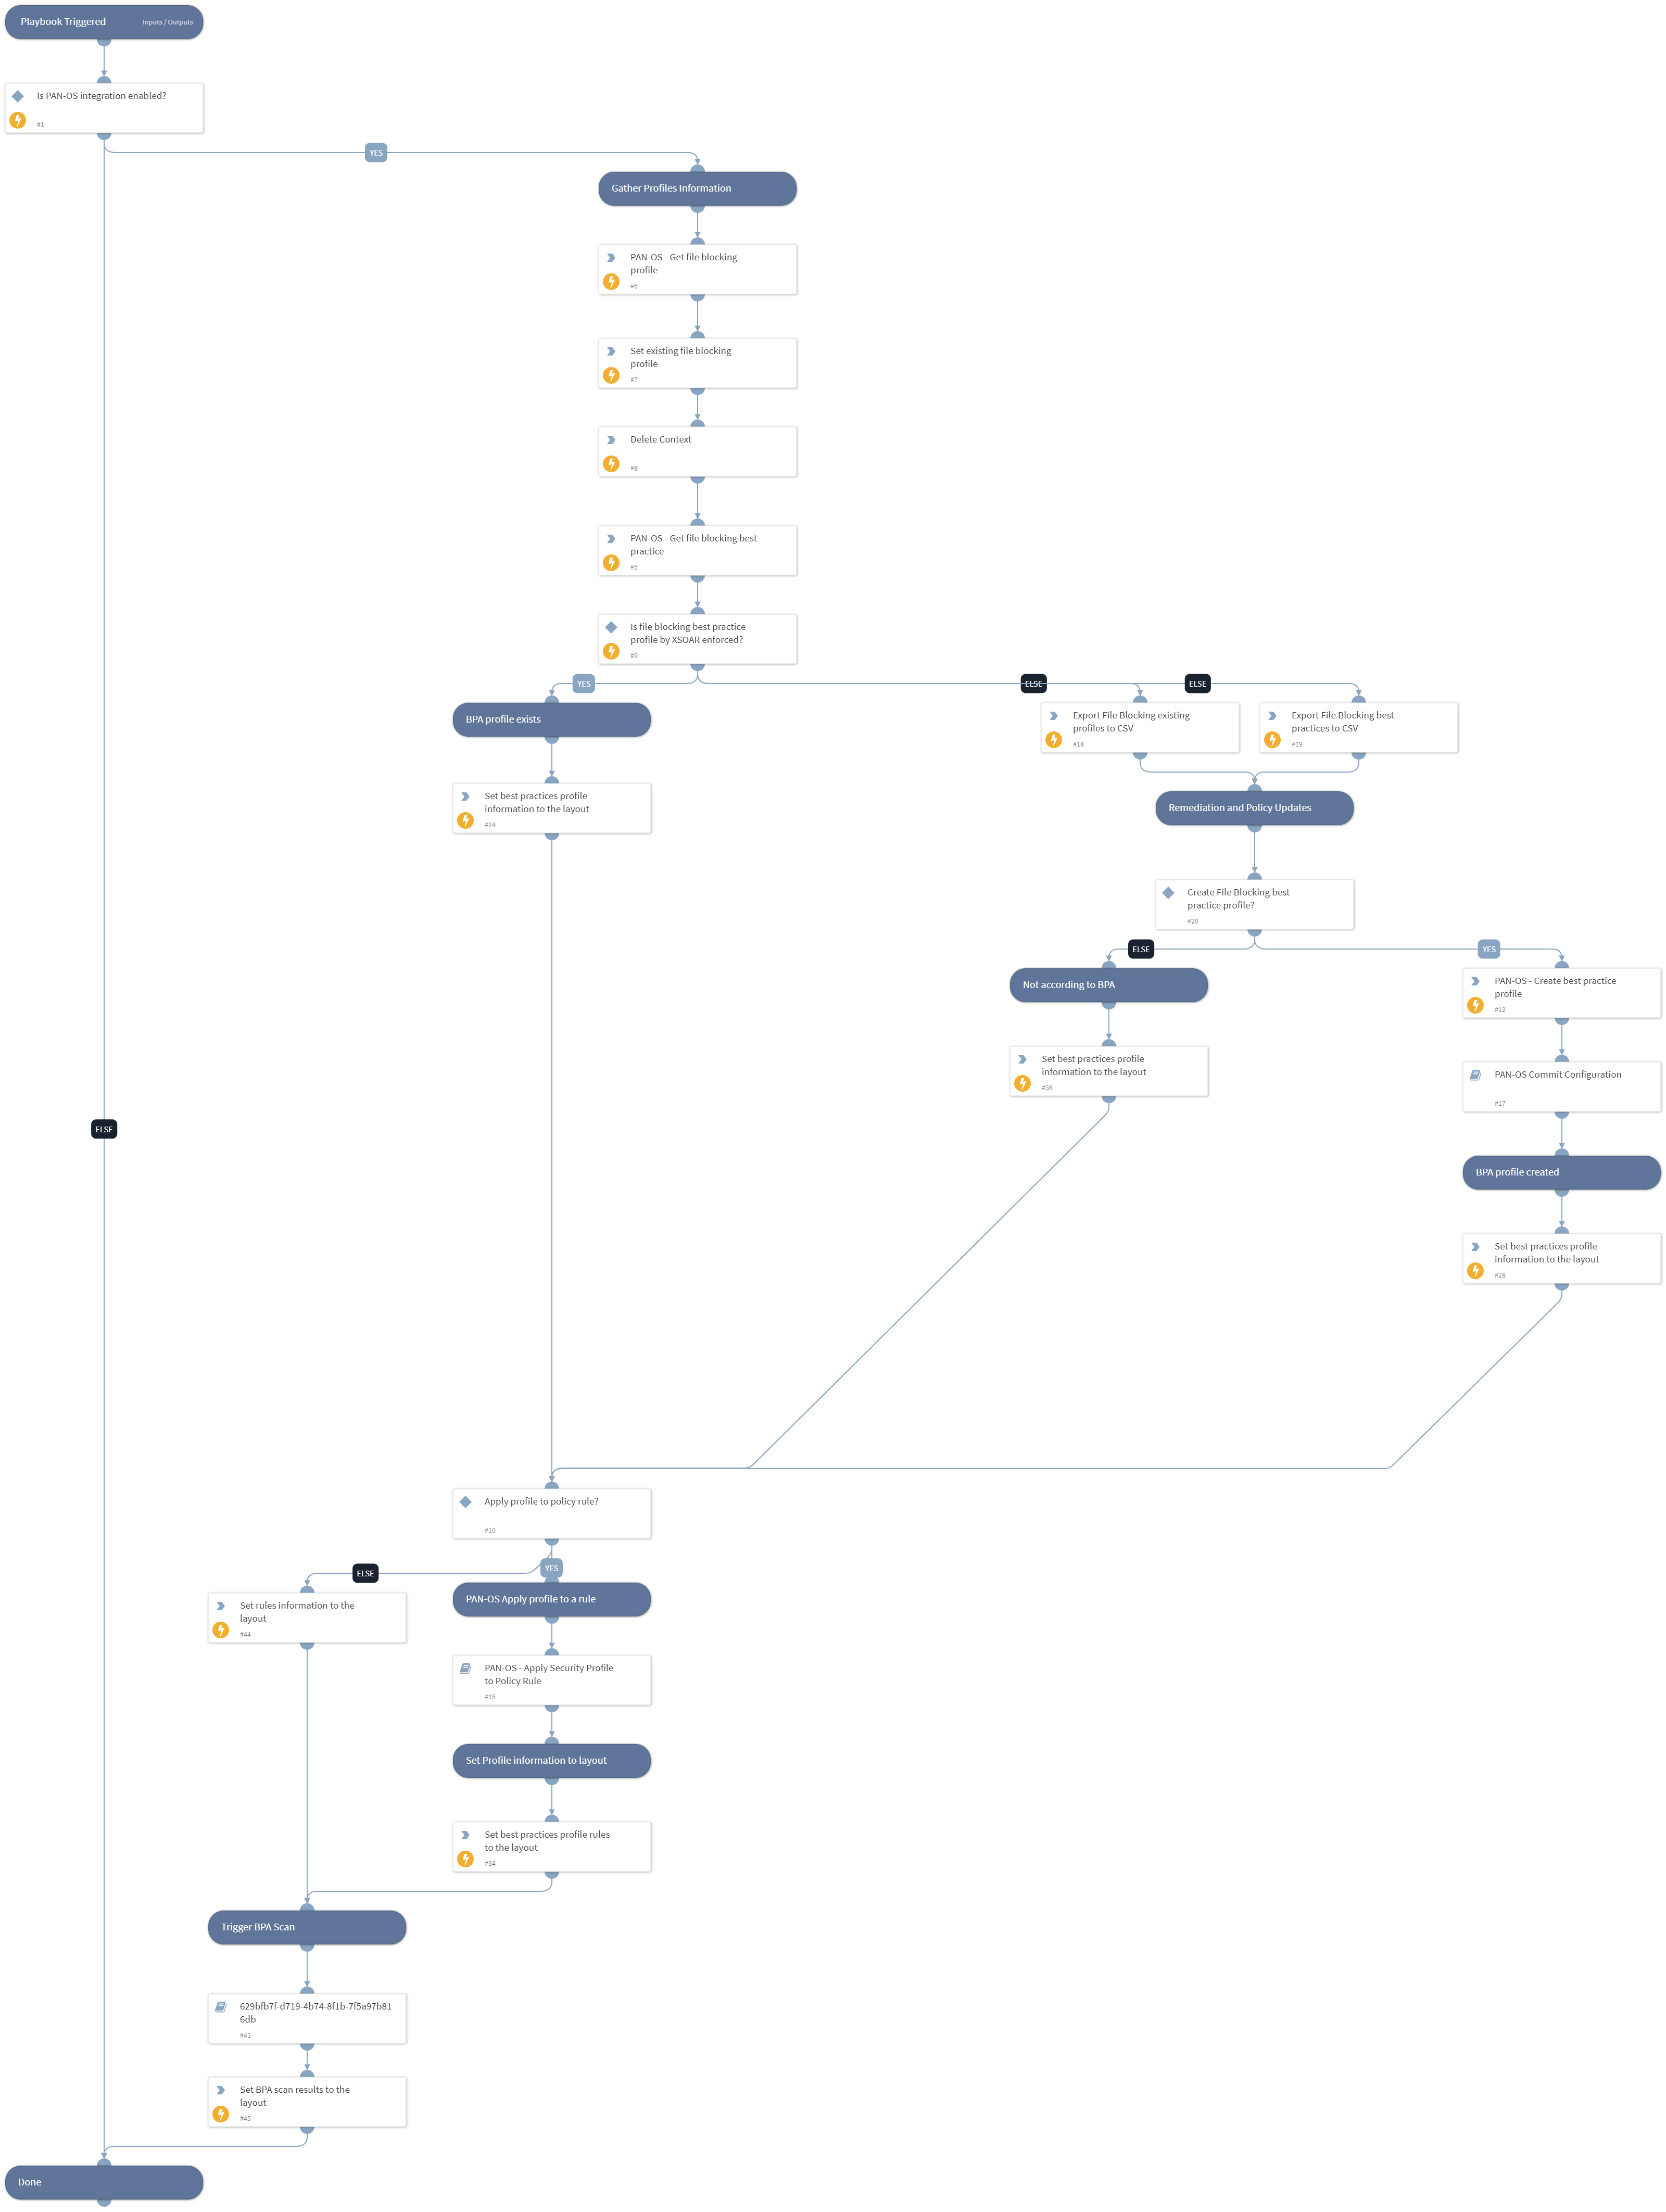 Playbook Triggered
Inputs / Outputs
Is PAN-OS integration enabled?
#1
YES
Gather Profiles Information
PAN-OS - Get file blocking
profile
#6
Set existing file blocking
profile
#7
Delete Context
#8
PAN-OS - Get file blocking best
practice
#5
Is file blocking best practice
profile by XSOAR enforced?
#9
YES
ELSE
ELSE
BPA profile exists
Export File Blocking existing
profiles to CSV
#18
Export File Blocking best
practices to CSV
#19
Set best practices profile
information to the layout
#24
Remediation and Policy Updates
Create File Blocking best
practice profile?
#20
ELSE
YES
Not according to BPA
PAN-OS - Create best practice
profile
#12
Set best practices profile
information to the layout
#36
PAN-OS Commit Configuration
#17
ELSE
BPA profile created
Set best practices profile
information to the layout
#28
Apply profile to policy rule?
#10
ELSE
YES
Set rules information to the
layout
#44
PAN-OS Apply profile to a rule
PAN-OS - Apply Security Profile
to Policy Rule
#15
Set Profile information to layout
Set best practices profile rules
to the layout
#34
Trigger BPA Scan
629bfb7f-d719-4b74-8f1b-7f5a97b81
6db
#41
Set BPA scan results to the
layout
#45
Done